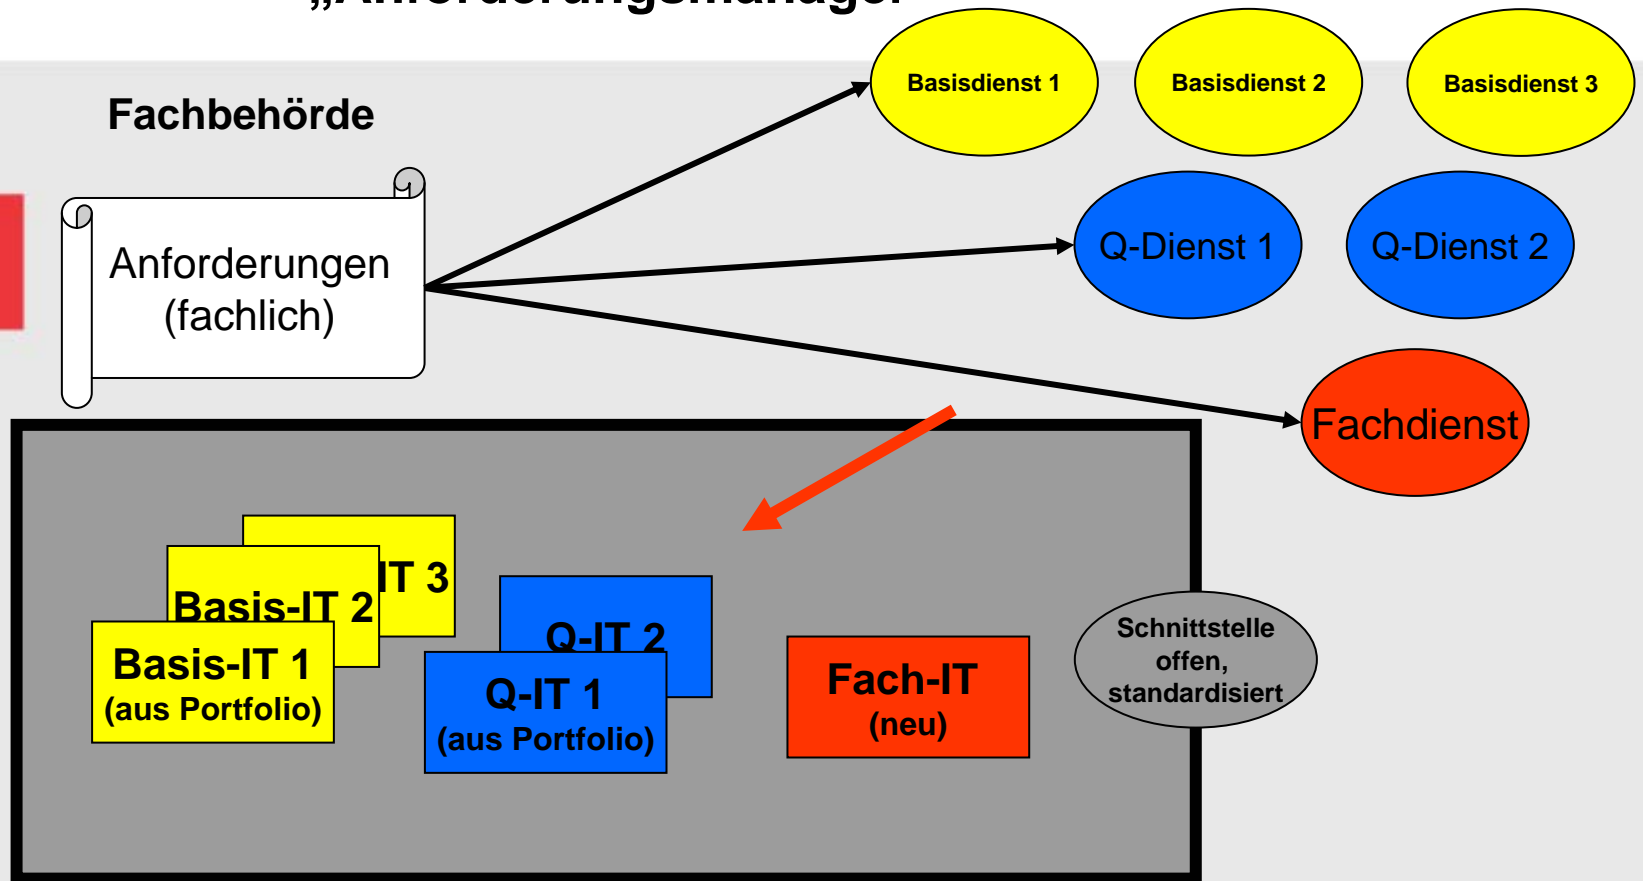 „Anforderungsmanager
Fachbehörde
Basisdienst 1
Basisdienst 2
Basisdienst 3
Anforderungen
(fachlich)
Q-Dienst 1
Q-Dienst 2
Fachdienst
IT 3
Basis-IT 2
Basis-IT 1
(aus Portfolio)
Q-IT 2
Q-IT 1
(aus Portfolio)
Fach-IT
(neu)
Schnittstelle
offen,
standardisiert